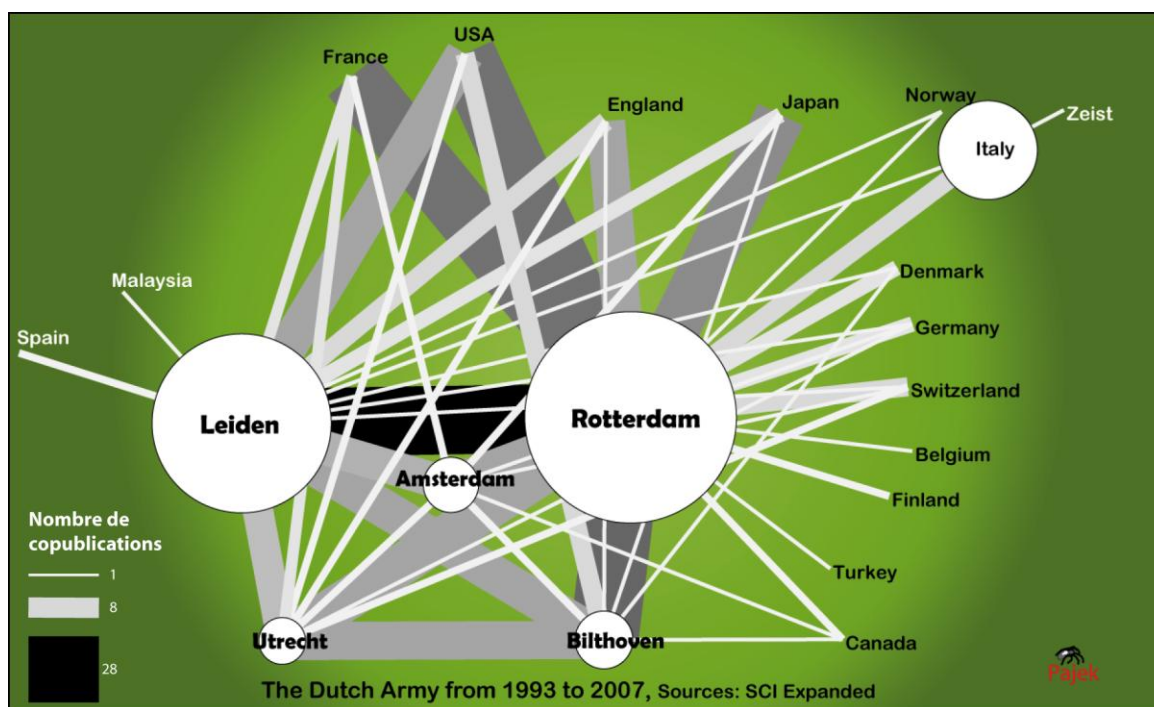 USA
France
England
Japan
Norway
Zeist
Italy
Denmark
Malaysia
Germany
Spain
Switzerland
Leiden
Rotterdam
Belgium
Amsterdam
Finland
Nombre de
copublications
1
Turkey
8
Utrecht
Bilthoven
Canada
28
Pajek
The Dutch Army from 1993 to 2007, Sources: SCI Expanded